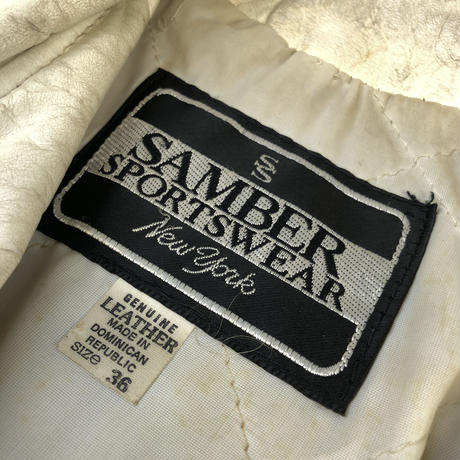 SS
SAMBER
SPORTSWEAR
New York
GENUINE
LEATHER
MADE IN
DOMINICAN
REPUBLIC
SIZE 36